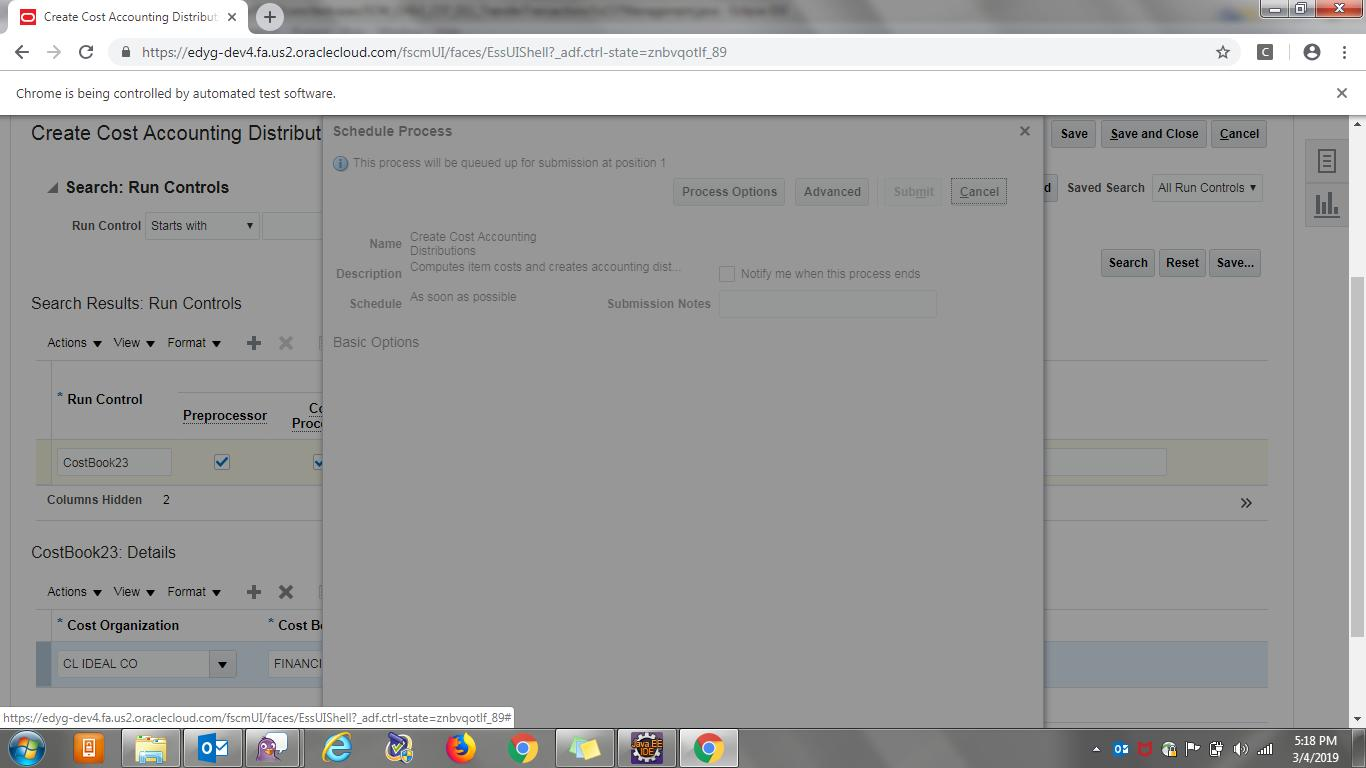 Create Cost Accounting Distribut
https://edyg-dev4.fa.us2.oraclecloud.com/fscmUI/faces/EssUIShell?_adf.ctrl-state=znbvqotlf_89
C
Chrome is being controlled by automated test software.
Create Cost Accounting Distribut
Save
Save and Close
Cancel
Schedule Process
This process will be queued up for submission at position 1
Process Options
Advanced
Submit
Cancel
Search: Run Controls
d
Saved Search
All Run Controls
Run Control
Starts with
Name
Create Cost Accounting
Distributions
Description
Computes item costs and creates accounting dist...
Notify me when this process ends
Search
Reset
Save...
Schedule
As soon as possible
Submission Notes
Search Results: Run Controls
Basic Options
Actions
View
Format
* Run Control
Preprocessor
Co
Proce
CostBook23
Columns Hidden 2
CostBook23: Details
Actions
View
Format
* Cost Organization
* Cost Bo
CL IDEAL CO
FINANCI
https://edyg-dev4.fa.us2.oraclecloud.com/fscmUI/faces/EssUIShell?_adf.ctrl-state=znbvqotlf_89#
Java EE
IDE
5:18 PM
3/4/2019